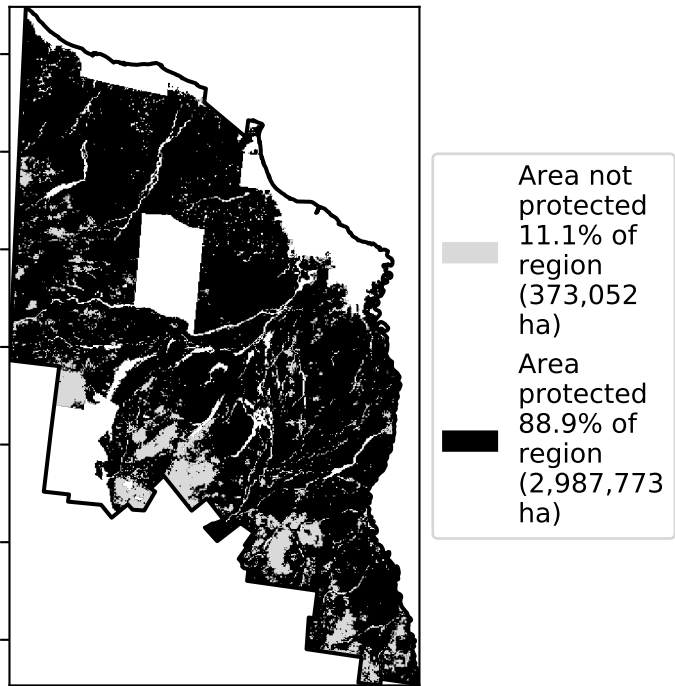 Area not
protected
11.1% of
region
(373,052
ha)
Area
protected
88.9% of
region
(2,987,773
ha)